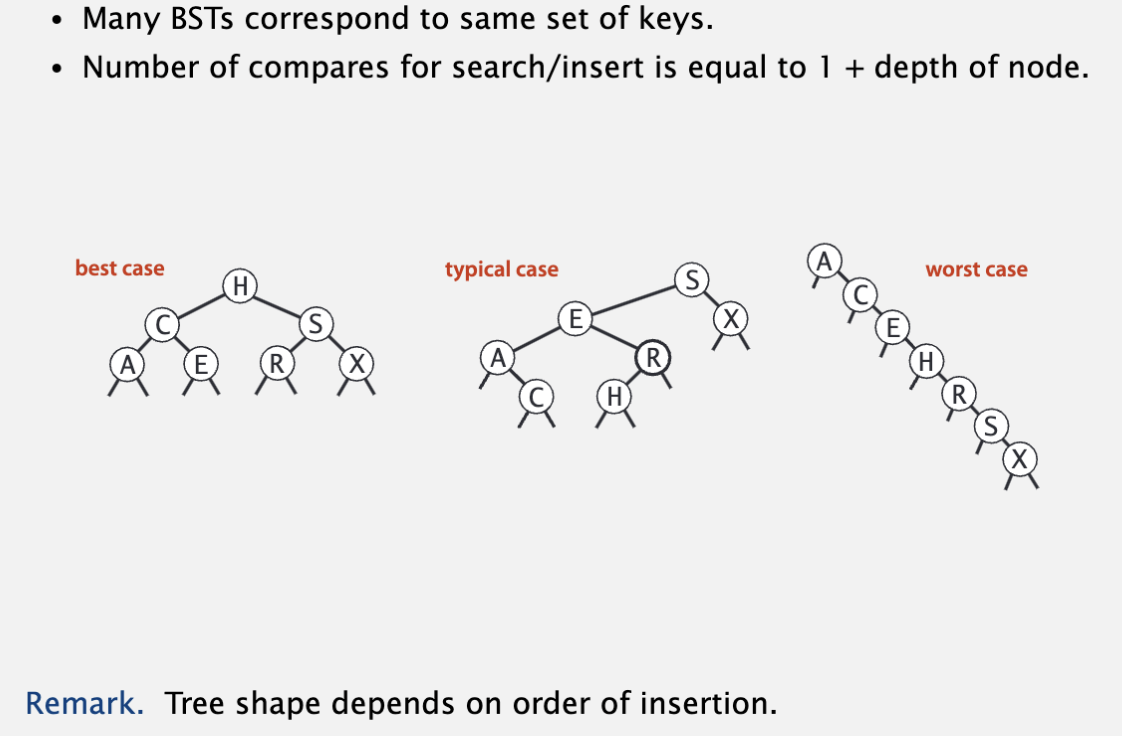 • Many BSTs correspond to same set of keys.
• Number of compares for search/insert is equal to 1 + depth of node.
best case
H
C S
A E R X
typical case
S
E X
A R
C H
worst case
A
C
E
H
R
S
X
Remark. Tree shape depends on order of insertion.